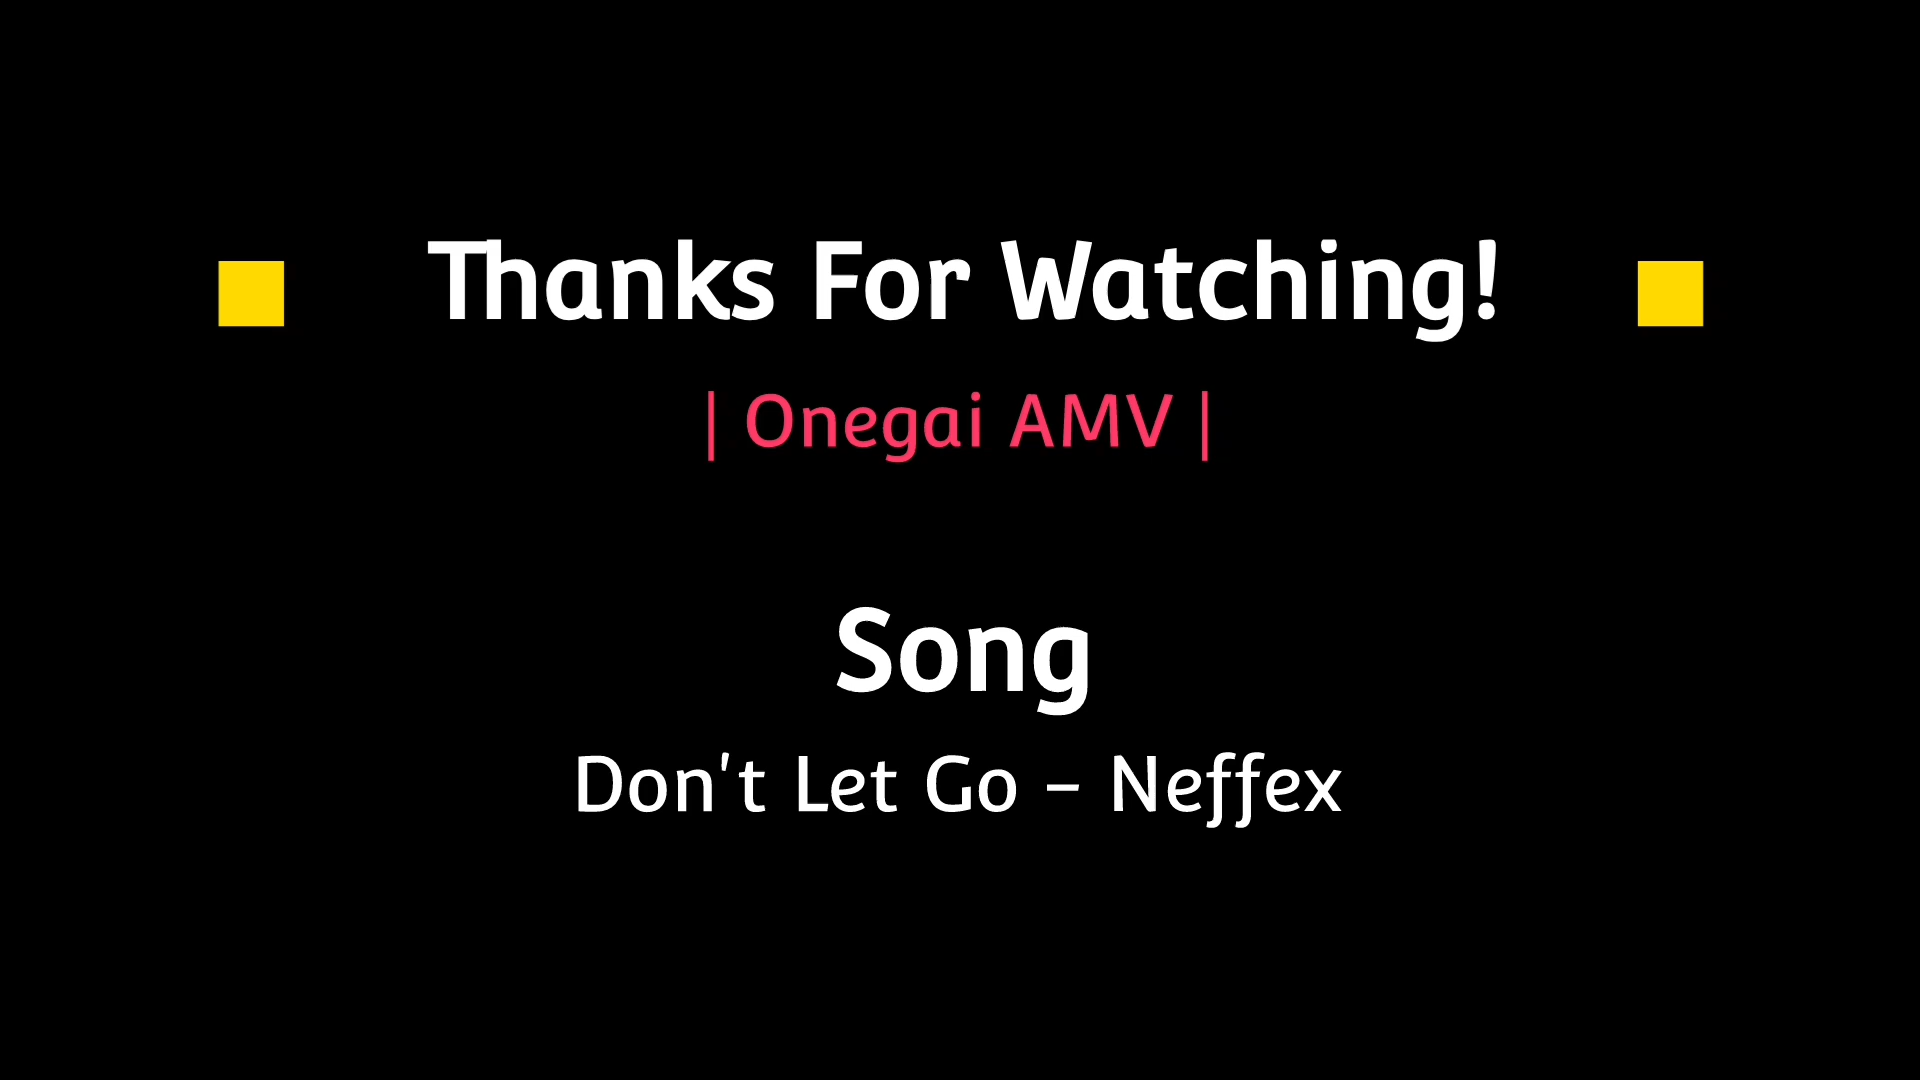 Thanks For Watching!
| Onegai AMV |
Song
Don't Let Go - Neffex